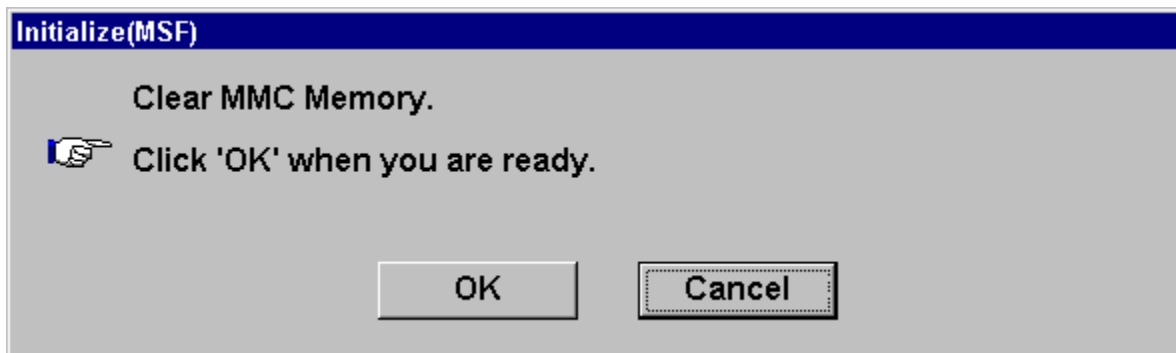 Initialize(MSF)
Clear MMC Memory.
Click 'OK' when you are ready.
OK
Cancel